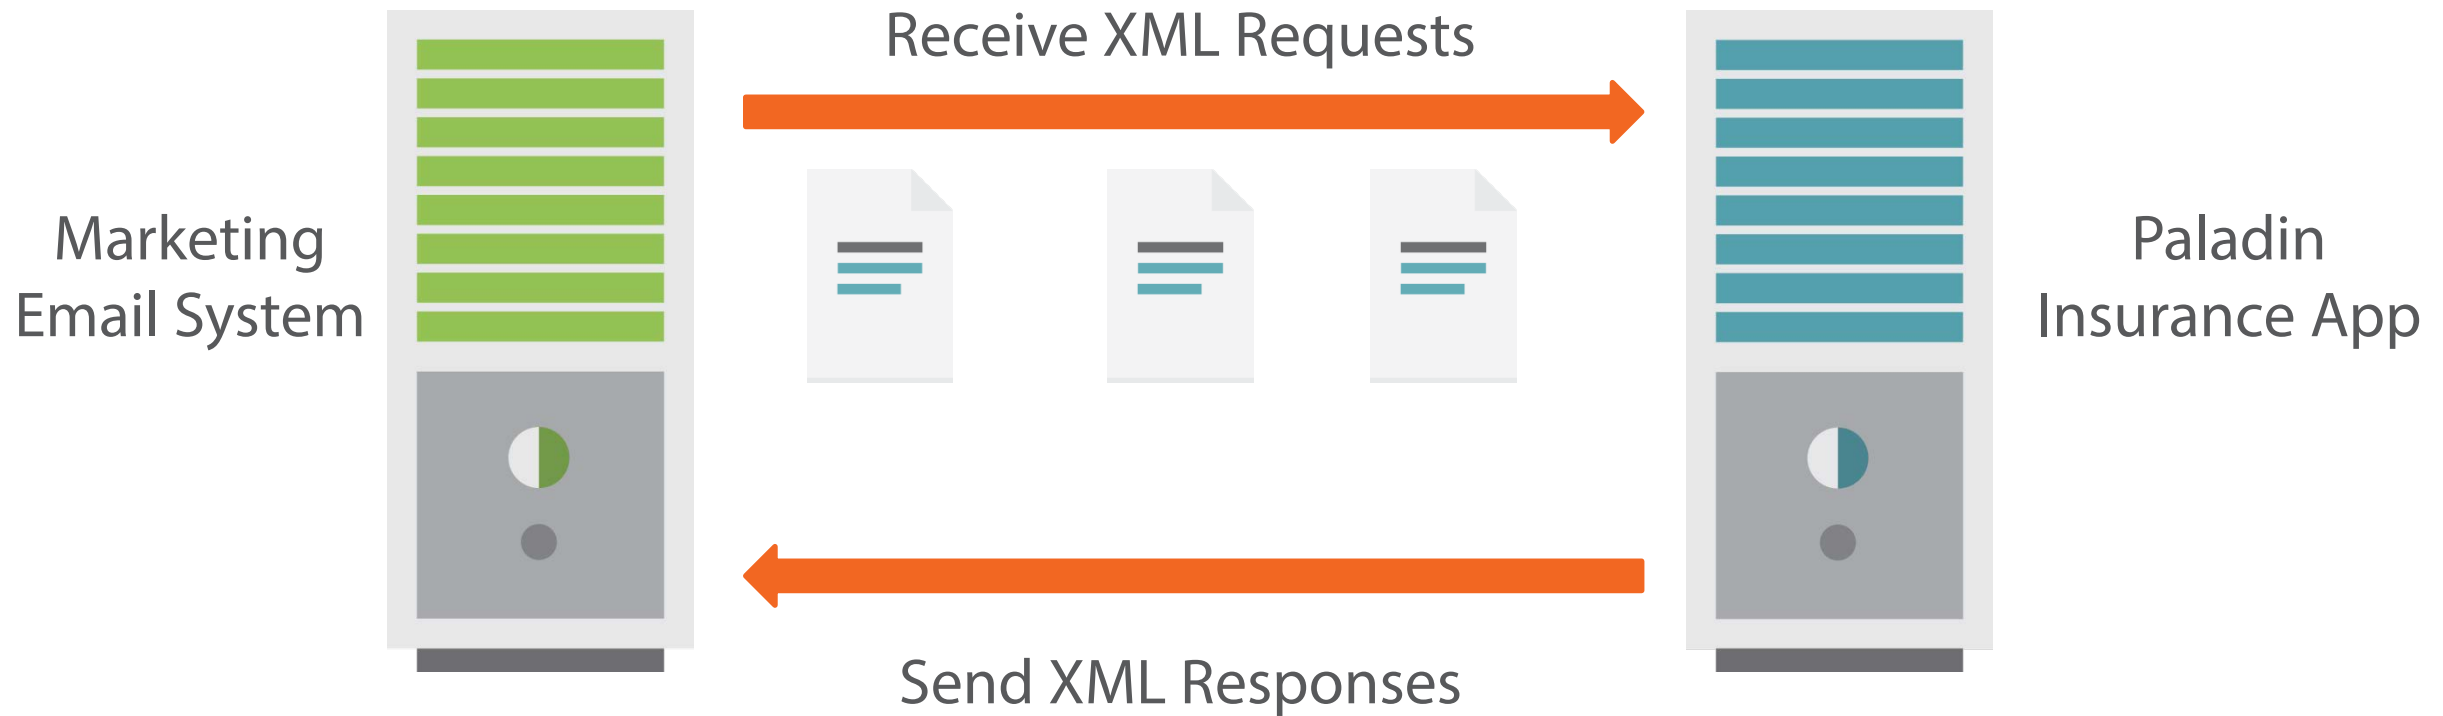 Receive XML Requests
Marketing
Email System
Paladin
Insurance App
Send XML Responses